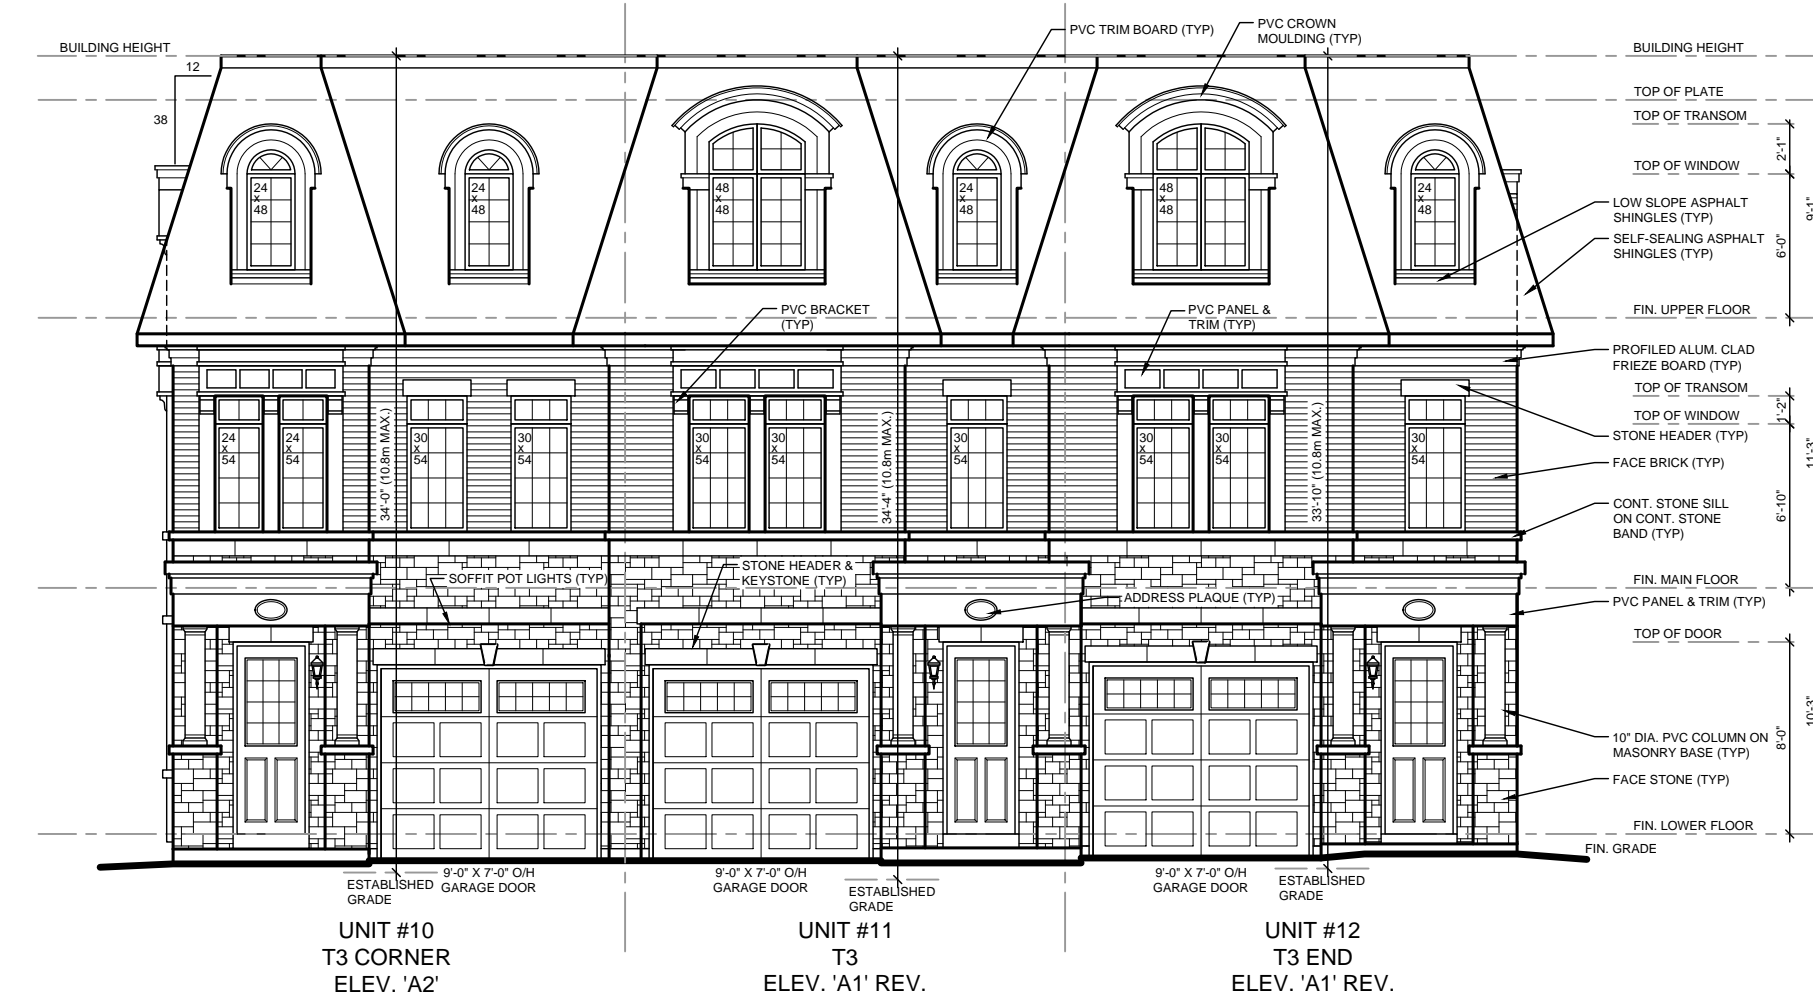 PVC TRIM BOARD (TYP)
PVC CROWN
MOULDING (TYP)
BUILDING HEIGHT
BUILDING HEIGHT
12
38
TOP OF PLATE
TOP OF TRANSOM
2'-1"
TOP OF WINDOW
24
x
48
24
x
48
48
x
48
24
x
48
48
x
48
24
x
48
LOW SLOPE ASPHALT
SHINGLES (TYP)
9'-1"
SELF-SEALING ASPHALT
SHINGLES (TYP)
6'-0"
PVC BRACKET
(TYP)
PVC PANEL &
TRIM (TYP)
FIN. UPPER FLOOR
PROFILED ALUM. CLAD
FRIEZE BOARD (TYP)
TOP OF TRANSOM
1'-2"
TOP OF WINDOW
STONE HEADER (TYP)
24
x
54
24
x
54
30
x
54
30
x
54
30
x
54
30
x
54
30
x
54
30
x
54
30
x
54
30
x
54
34'-0" (10.8m MAX.)
34'-4" (10.8m MAX.)
33'-10" (10.8m MAX.)
FACE BRICK (TYP)
11'-3"
CONT. STONE SILL
ON CONT. STONE
BAND (TYP)
6'-10"
SOFFIT POT LIGHTS (TYP)
STONE HEADER &
KEYSTONE (TYP)
ADDRESS PLAQUE (TYP)
FIN. MAIN FLOOR
PVC PANEL & TRIM (TYP)
TOP OF DOOR
10'-3"
8'-0"
10" DIA. PVC COLUMN ON
MASONRY BASE (TYP)
FACE STONE (TYP)
FIN. LOWER FLOOR
FIN. GRADE
ESTABLISHED
GRADE
9'-0" X 7'-0" O/H
GARAGE DOOR
9'-0" X 7'-0" O/H
GARAGE DOOR
ESTABLISHED
GRADE
9'-0" X 7'-0" O/H
GARAGE DOOR
ESTABLISHED
GRADE
UNIT #10
T3 CORNER
ELEV. 'A2'
UNIT #11
T3
ELEV. 'A1' REV.
UNIT #12
T3 END
ELEV. 'A1' REV.